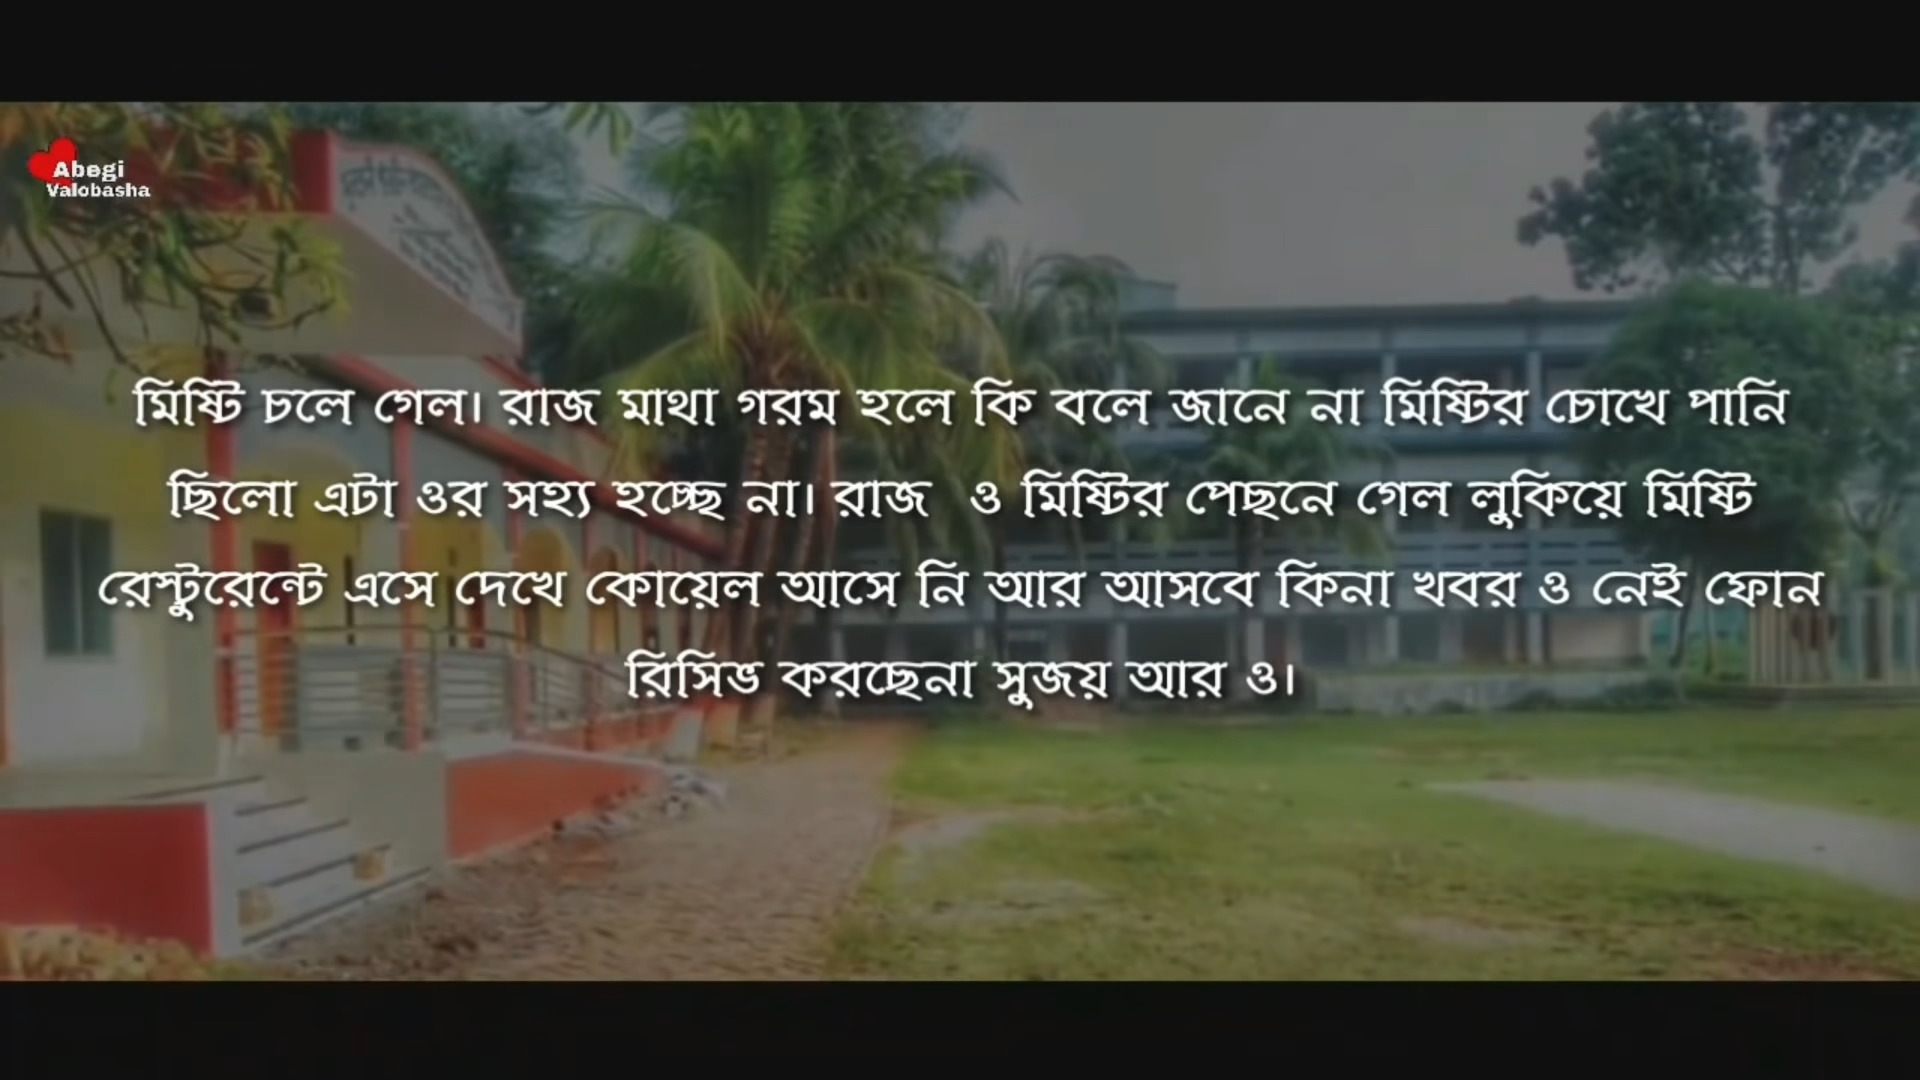 Abegi
Valobasha
মিষ্টি চলে গেল। রাজ মাথা গরম হলে কি বলে জানে না মিষ্টির চোখে পানি
ছিলো এটা ওর সহ্য হচ্ছে না। রাজ ও মিষ্টির পেছনে গেল লুকিয়ে মিষ্টি
রেস্টুরেন্টে এসে দেখে কোয়েল আসে নি আর আসবে কিনা খবর ও নেই ফোন
রিসিভ করছেনা সুজয় আর ও।